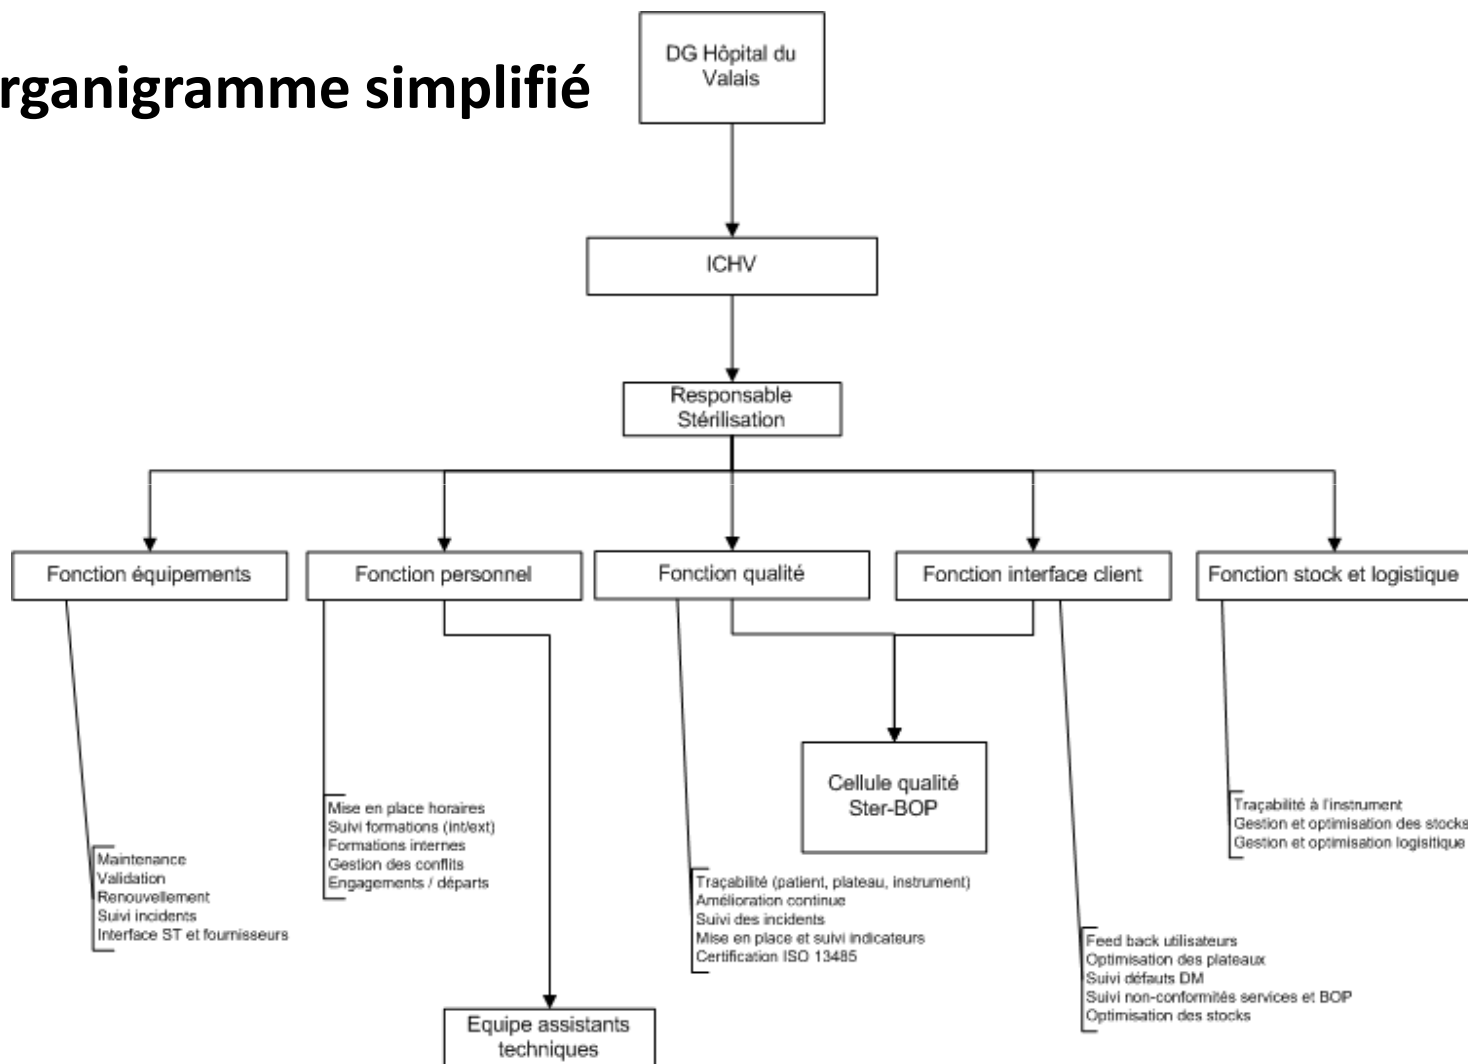 rganigramme simplifié
DG Hôpital du
Valais
ICHV
Responsable
Stérilisation
Fonction équipements
Fonction personnel
Fonction qualité
Fonction interface client
Fonction stock et logistique
Cellule qualité
Ster-BOP
Mise en place horaires
Suivi formations (int/ext)
Formations internes
Gestion des conflits
Engagements / départs
Traçabilité à l'instrument
Gestion et optimisation des stocks
Gestion et optimisation logisitique
Maintenance
Validation
Renouvellement
Suivi incidents
Interface ST et fournisseurs
Traçabilité (patient, plateau, instrument)
Amélioration continue
Suivi des incidents
Mise en place et suivi indicateurs
Certification ISO 13485
Feed back utilisateurs
Optimisation des plateaux
Suivi défauts DM
Suivi non-conformités services et BOP
Optimisation des stocks
Equipe assistants
techniques